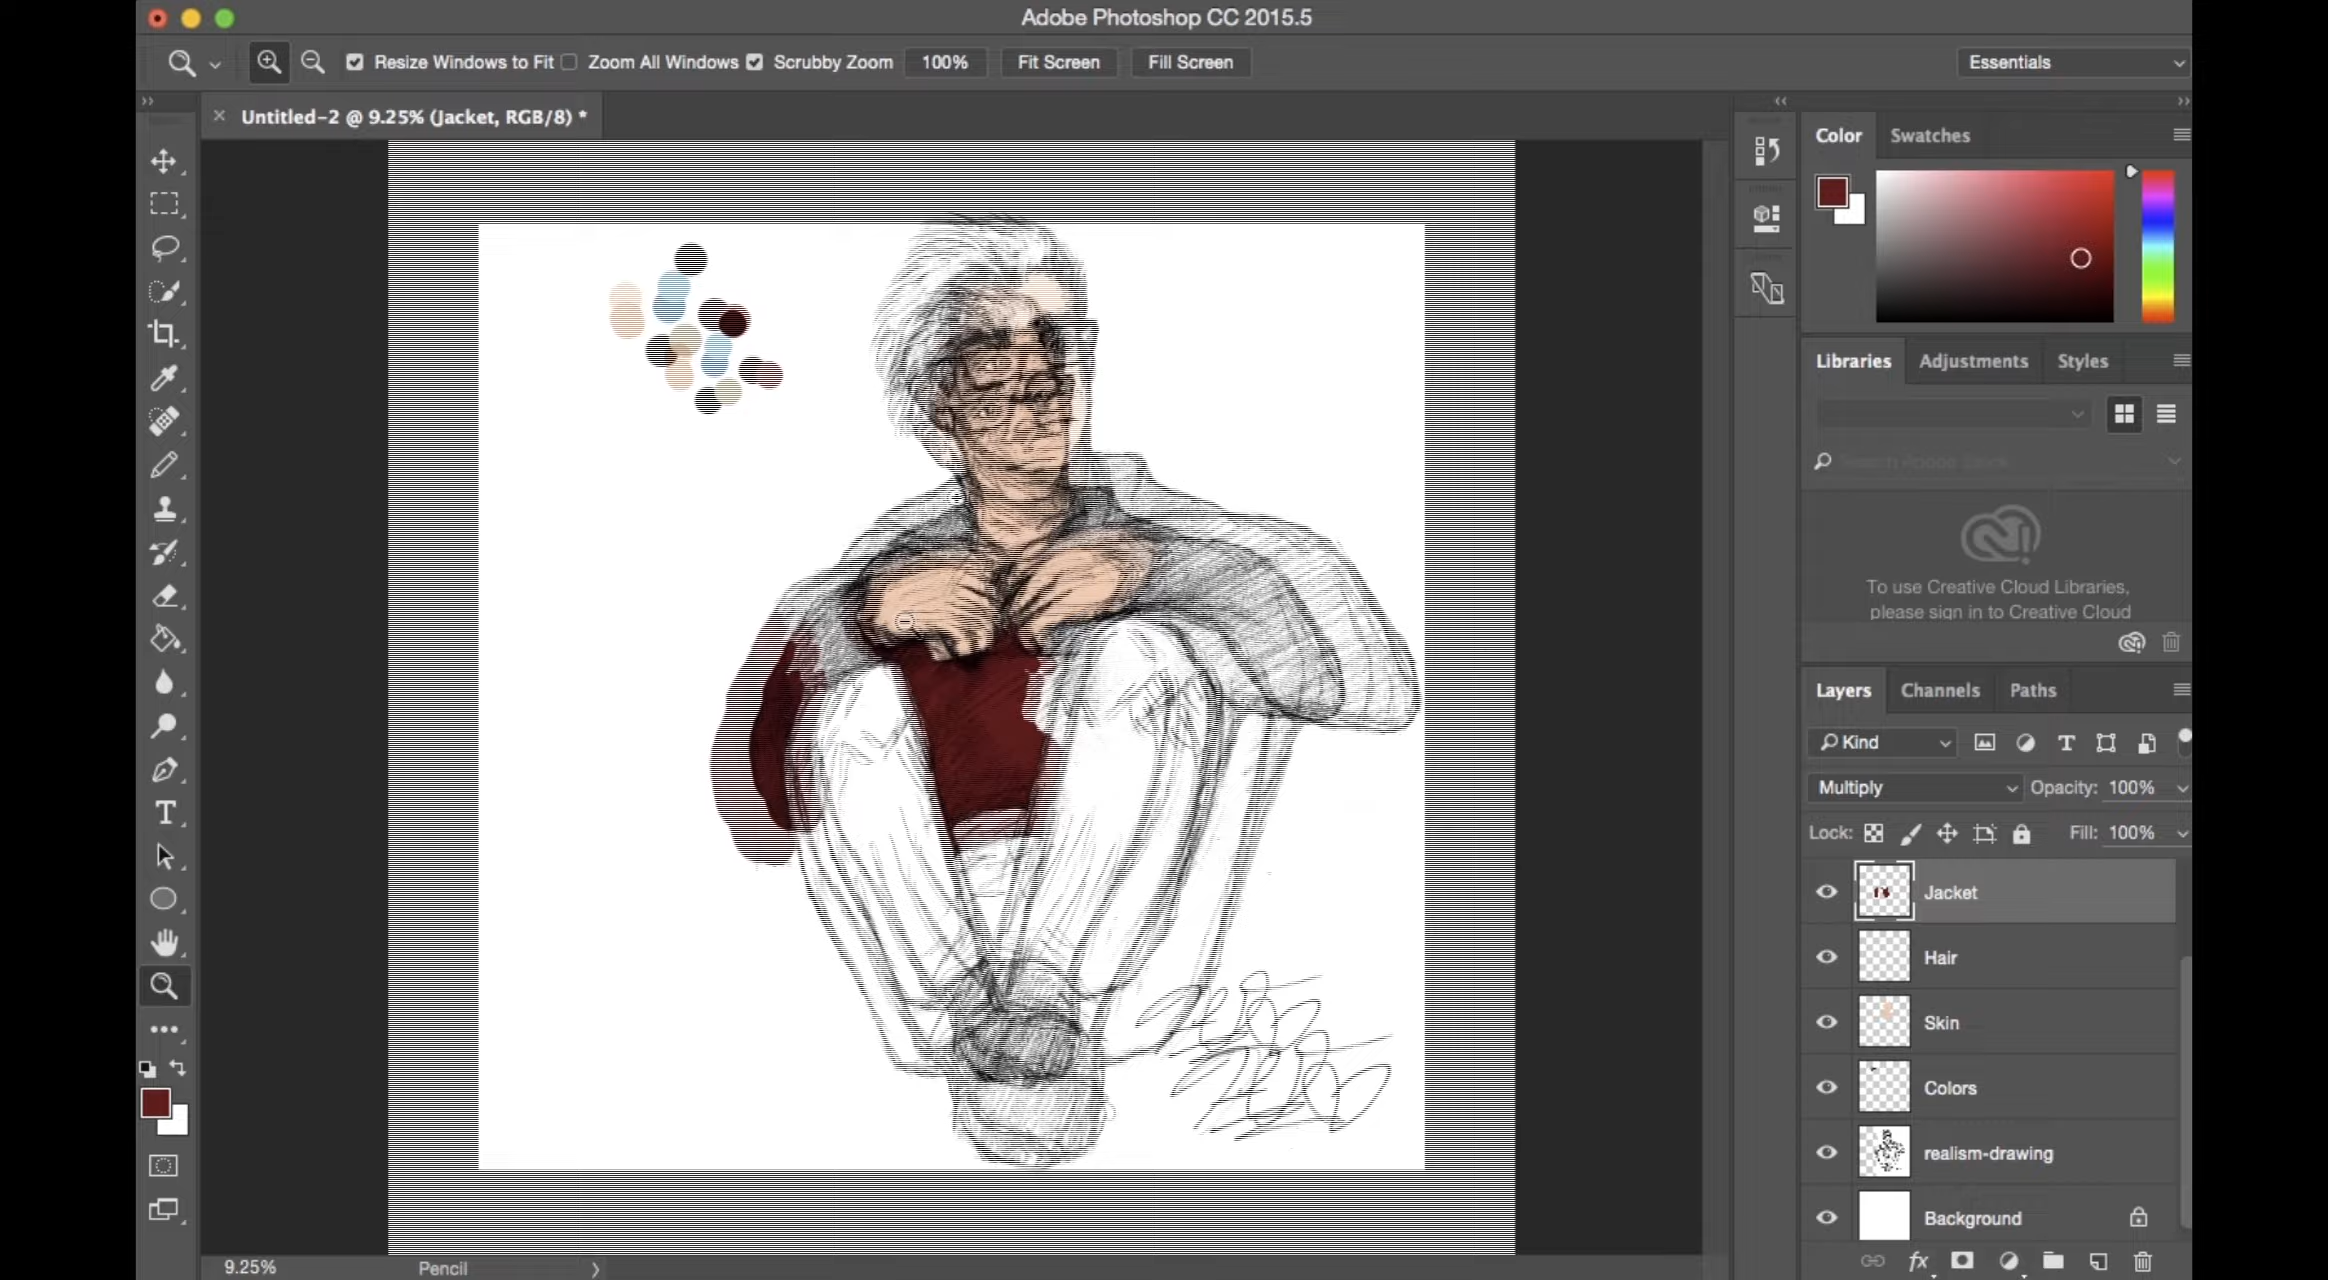 Adobe Photoshop CC 2015.5
Resize Windows to Fit Zoom All Windows Scrubby Zoom 100% Fit Screen Fill Screen Essentials
Untitled-2 @ 9.25% (Jacket, RGB/8) *
Color Swatches
Libraries Adjustments Styles
To use Creative Cloud Libraries,
please sign in to Creative Cloud
Layers Channels Paths
Kind
Multiply Opacity: 100%
Lock: Fill: 100%
Jacket
Hair
Skin
Colors
realism-drawing
Background
9.25% Pencil